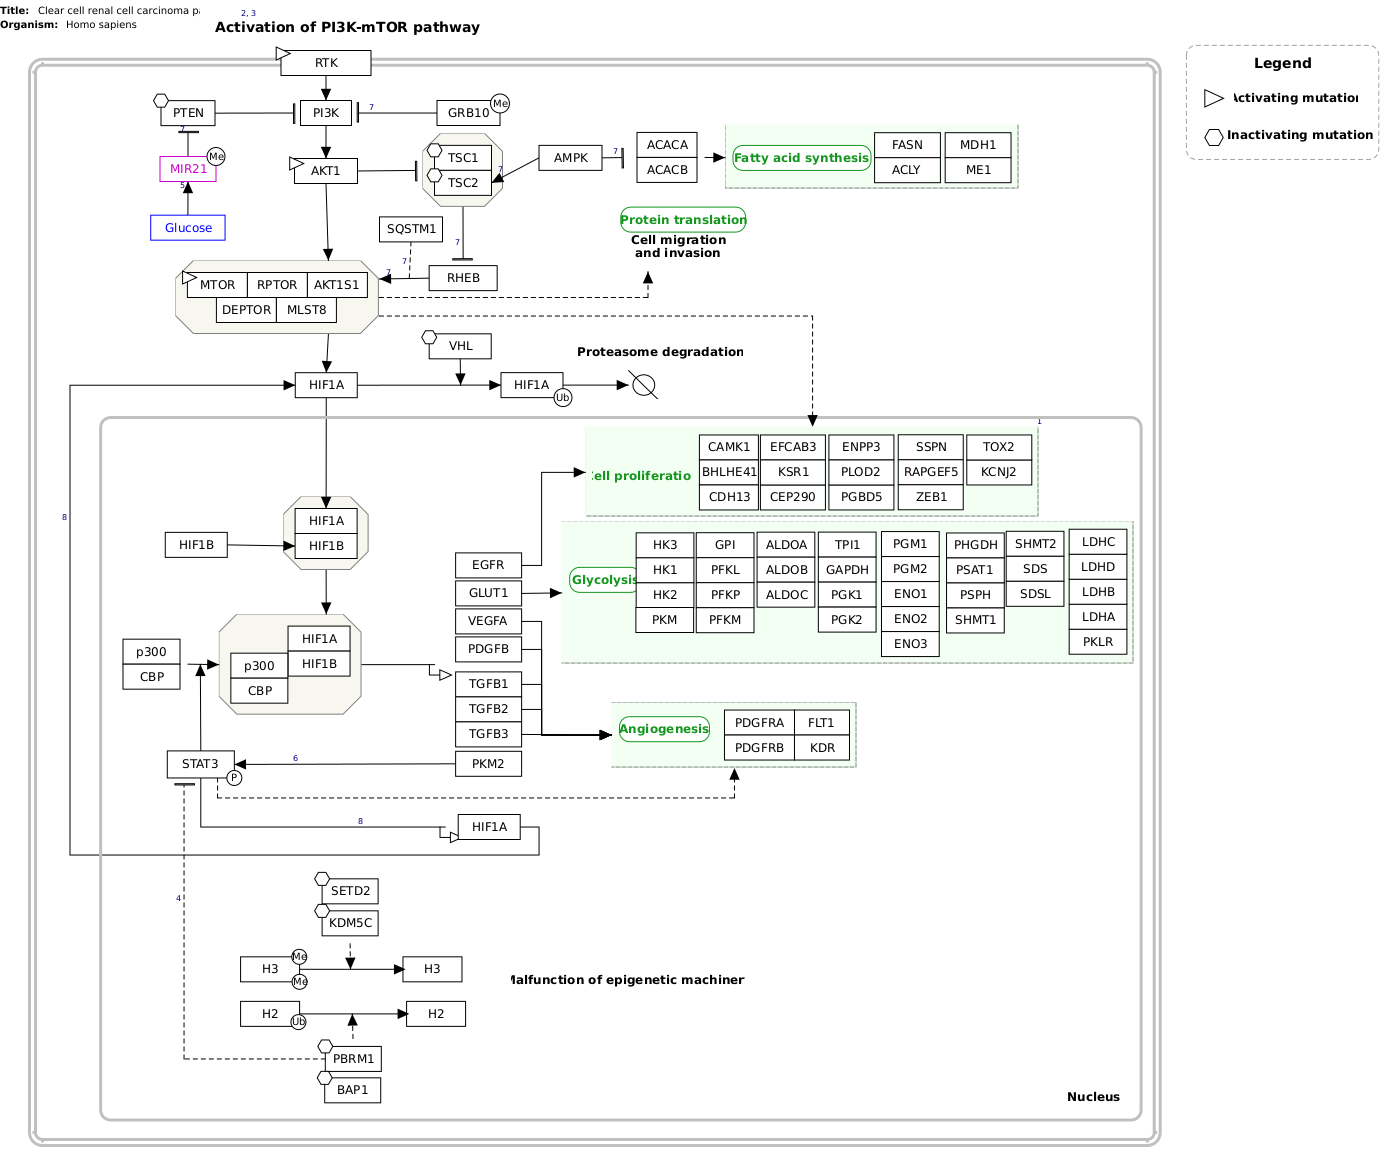 Title: Clear cell renal cell carcinoma pa
Organism: Homo sapiens
2, 3
Activation of PI3K-mTOR pathway
Legend
Activating mutation
Inactivating mutation
RTK
PTEN
PI3K
7
GRB10
Me
7
MIR21
Me
5
Glucose
AKT1
TSC1
TSC2
7
AMPK
7
ACACA
ACACB
Fatty acid synthesis
FASN
MDH1
ACLY
ME1
Protein translation
Cell migration
and invasion
SQSTM1
7
7
7
RHEB
MTOR
RPTOR
AKT1S1
DEPTOR
MLST8
VHL
Proteasome degradation
HIF1A
HIF1A
Ub
1
ell proliferatio
CAMK1
EFCAB3
ENPP3
SSPN
TOX2
BHLHE41
KSR1
PLOD2
RAPGEF5
KCNJ2
CDH13
CEP290
PGBD5
ZEB1
8
HIF1A
HIF1B
HIF1B
EGFR
GLUT1
VEGFA
PDGFB
TGFB1
TGFB2
TGFB3
PKM2
Glycolysis
HK3
GPI
ALDOA
TPI1
PGM1
PHGDH
SHMT2
LDHC
HK1
PFKL
ALDOB
GAPDH
PGM2
PSAT1
SDS
LDHD
HK2
PFKP
ALDOC
PGK1
ENO1
PSPH
SDSL
LDHB
PKM
PFKM
PGK2
ENO2
SHMT1
LDHA
ENO3
PKLR
p300
CBP
HIF1A
HIF1B
p300
CBP
Angiogenesis
PDGFRA
FLT1
PDGFRB
KDR
STAT3
P
6
8
HIF1A
4
SETD2
KDM5C
H3
Me
Me
H3
Malfunction of epigenetic machiner
H2
Ub
H2
PBRM1
BAP1
Nucleus